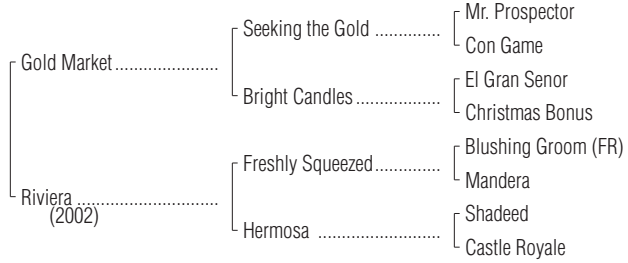 Mr. Prospector
Seeking the Gold ..............
Con Game
Gold Market ......................
El Gran Senor
Bright Candles ..................
Christmas Bonus
Blushing Groom (FR)
Freshly Squeezed ..............
Mandera
Riviera .............................
(2002)
Shadeed
Hermosa ..........................
Castle Royale